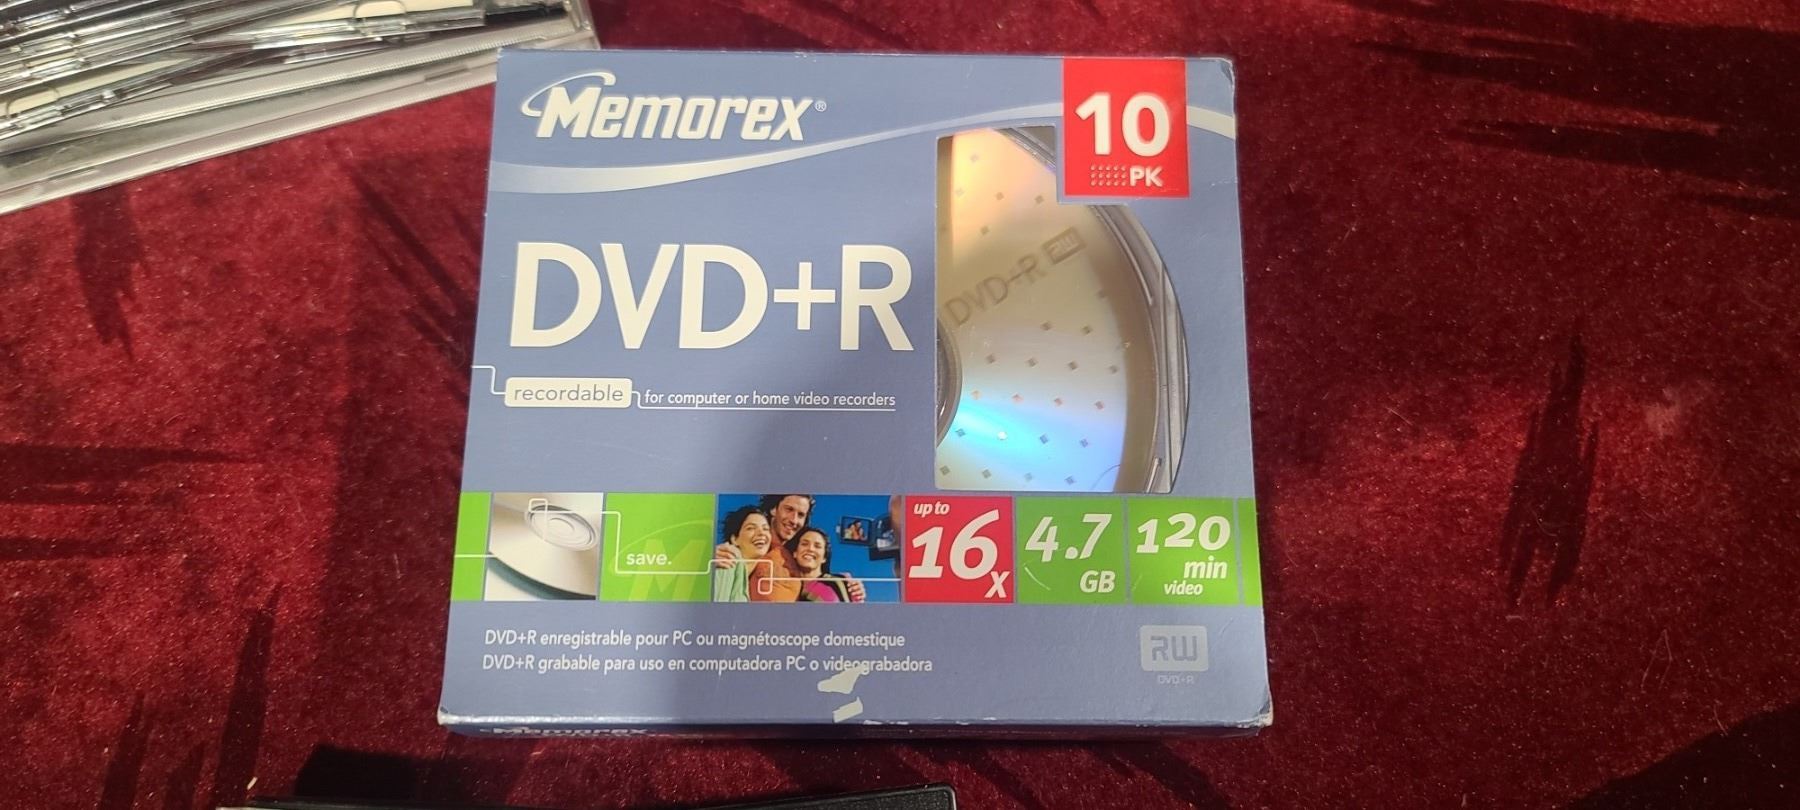 Memorex®
10
PK
DVD+R
DVD+R RW
recordable for computer or home video recorders
save.
up to
16x
4.7
GB
120
min
video
DVD+R enregistrable pour PC ou magnétoscope domestique
DVD+R grabable para uso en computadora PC o videograbadora
RW
DVD+R
Memorex